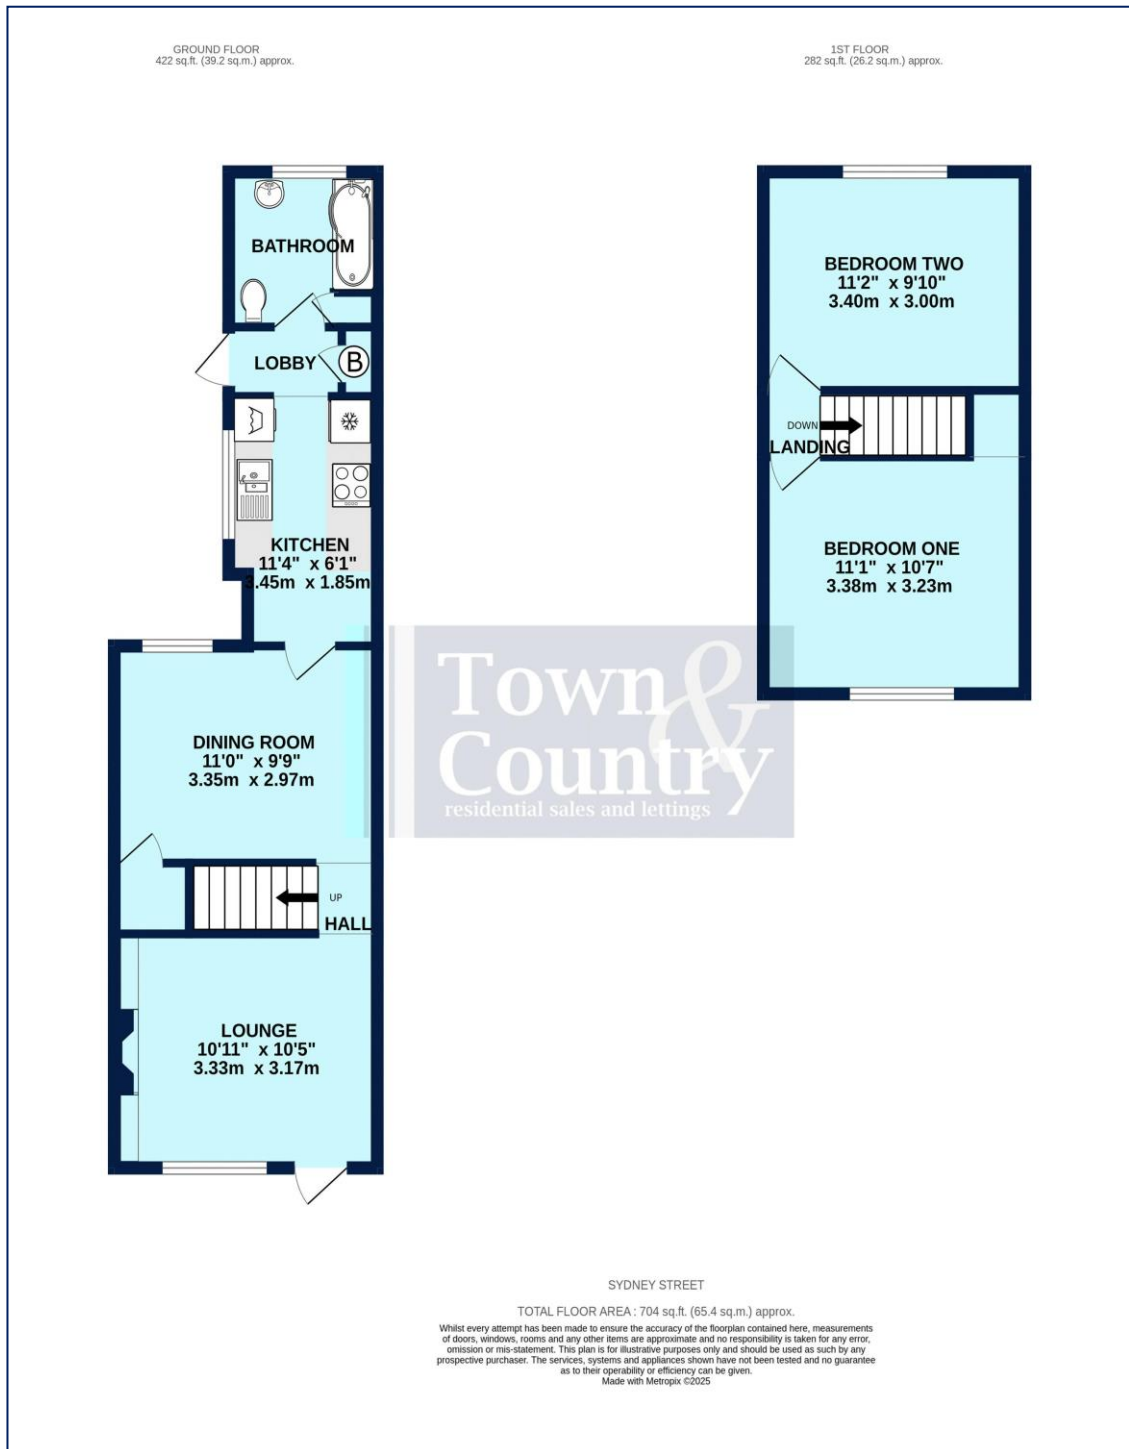 GROUND FLOOR
422 sq.ft. (39.2 sq.m.) approx.
1ST FLOOR
282 sq.ft. (26.2 sq.m.) approx.
BATHROOM
LOBBY
B
KITCHEN
11'4" x 6'1"
3.45m x 1.85m
DINING ROOM
11'0" x 9'9"
3.35m x 2.97m
UP
HALL
LOUNGE
10'11" x 10'5"
3.33m x 3.17m
BEDROOM TWO
11'2" x 9'10"
3.40m x 3.00m
DOWN
LANDING
BEDROOM ONE
11'1" x 10'7"
3.38m x 3.23m
Town &
Country
residential sales and lettings
SYDNEY STREET
TOTAL FLOOR AREA : 704 sq.ft. (65.4 sq.m.) approx.
Whilst every attempt has been made to ensure the accuracy of the floorplan contained here, measurements
of doors, windows, rooms and any other items are approximate and no responsibility is taken for any error,
omission or mis-statement. This plan is for illustrative purposes only and should be used as such by any
prospective purchaser. The services, systems and appliances shown have not been tested and no guarantee
as to their operability or efficiency can be given.
Made with Metropix ©2025